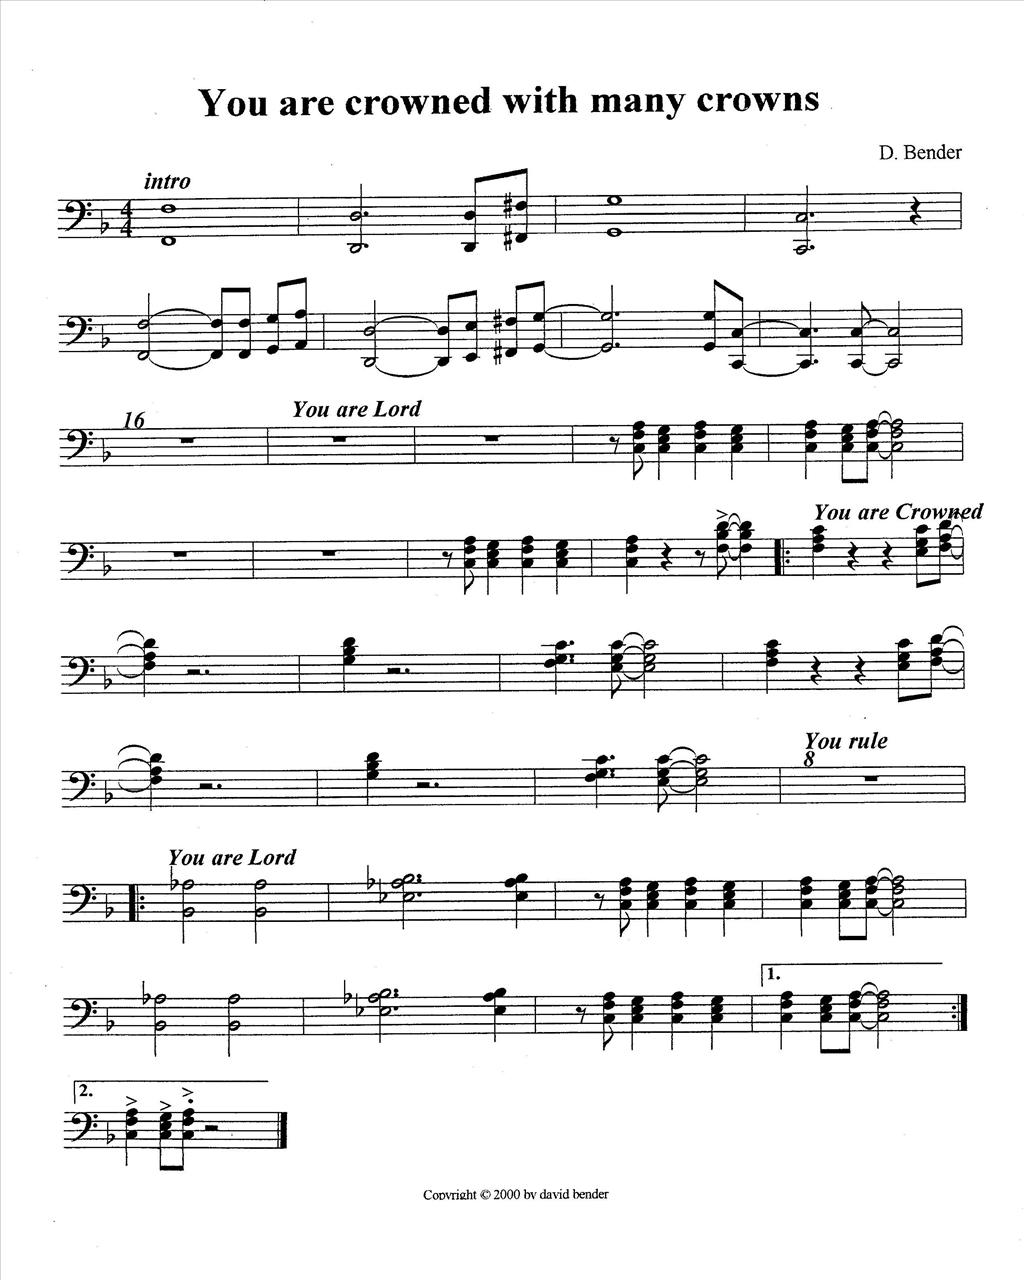 You are crowned with many crowns
D. Bender
intro
16
You are Lord
You are Crowned
You rule
8
You are Lord
1.
2.
Copyright © 2000 by david bender